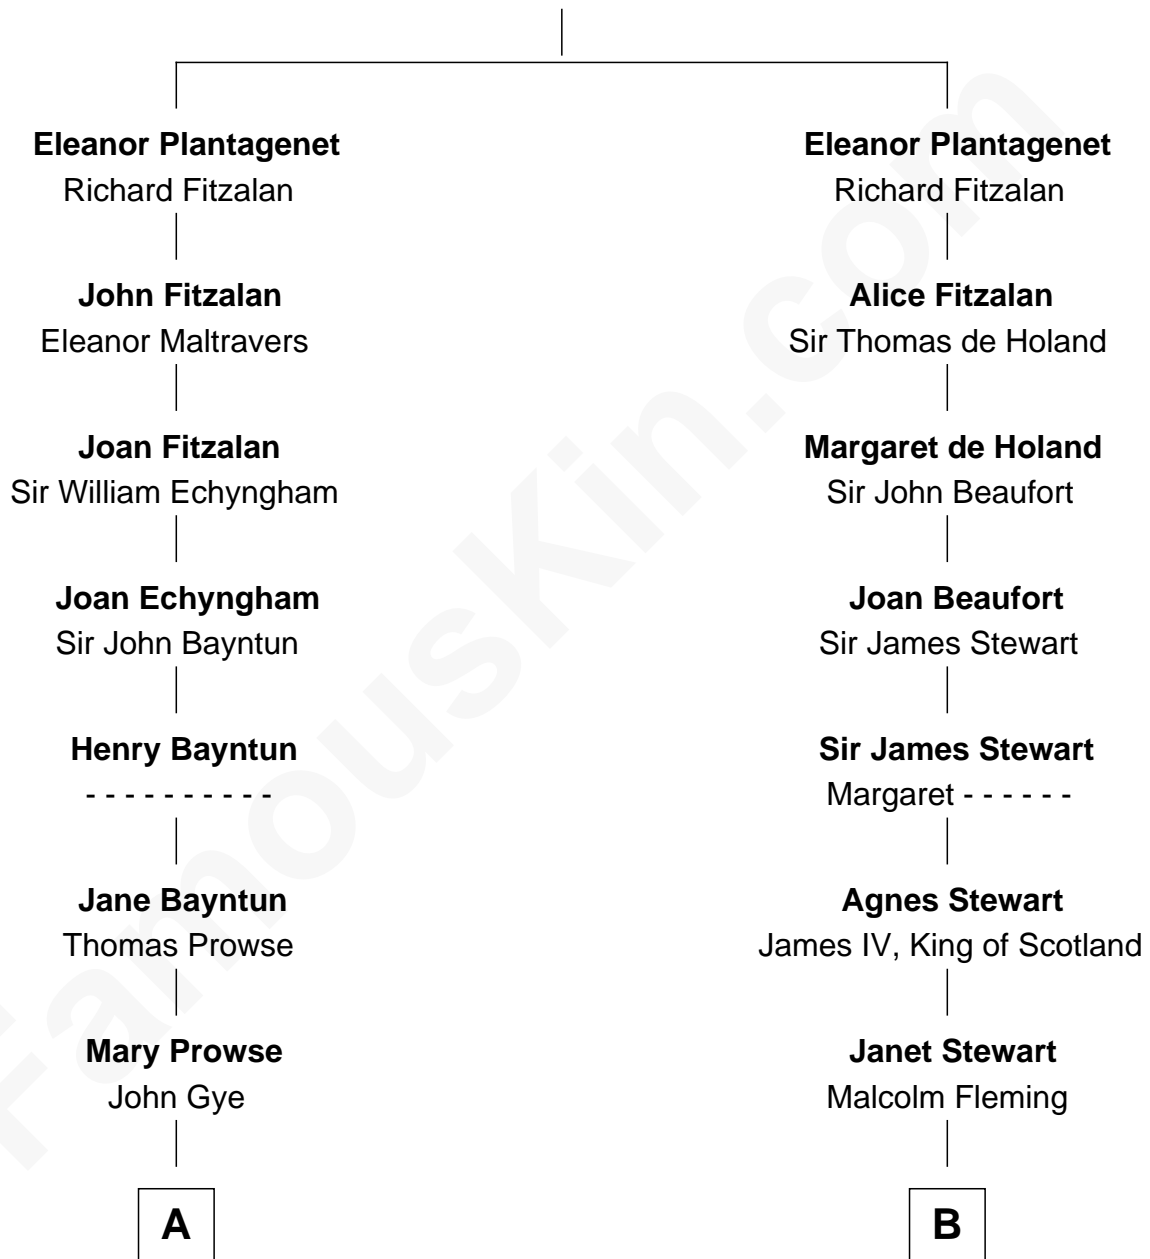 Eleanor Plantagenet
Richard Fitzalan
John Fitzalan
Eleanor Maltravers
Joan Fitzalan
Sir William Echyngham
Joan Echyngham
Sir John Bayntun
Henry Bayntun
- - - - - - - - - -
Jane Bayntun
Thomas Prowse
Mary Prowse
John Gye
A
Eleanor Plantagenet
Richard Fitzalan
Alice Fitzalan
Sir Thomas de Holand
Margaret de Holand
Sir John Beaufort
Joan Beaufort
Sir James Stewart
Sir James Stewart
Margaret - - - - - -
Agnes Stewart
James IV, King of Scotland
Janet Stewart
Malcolm Fleming
B
FamousKin.com